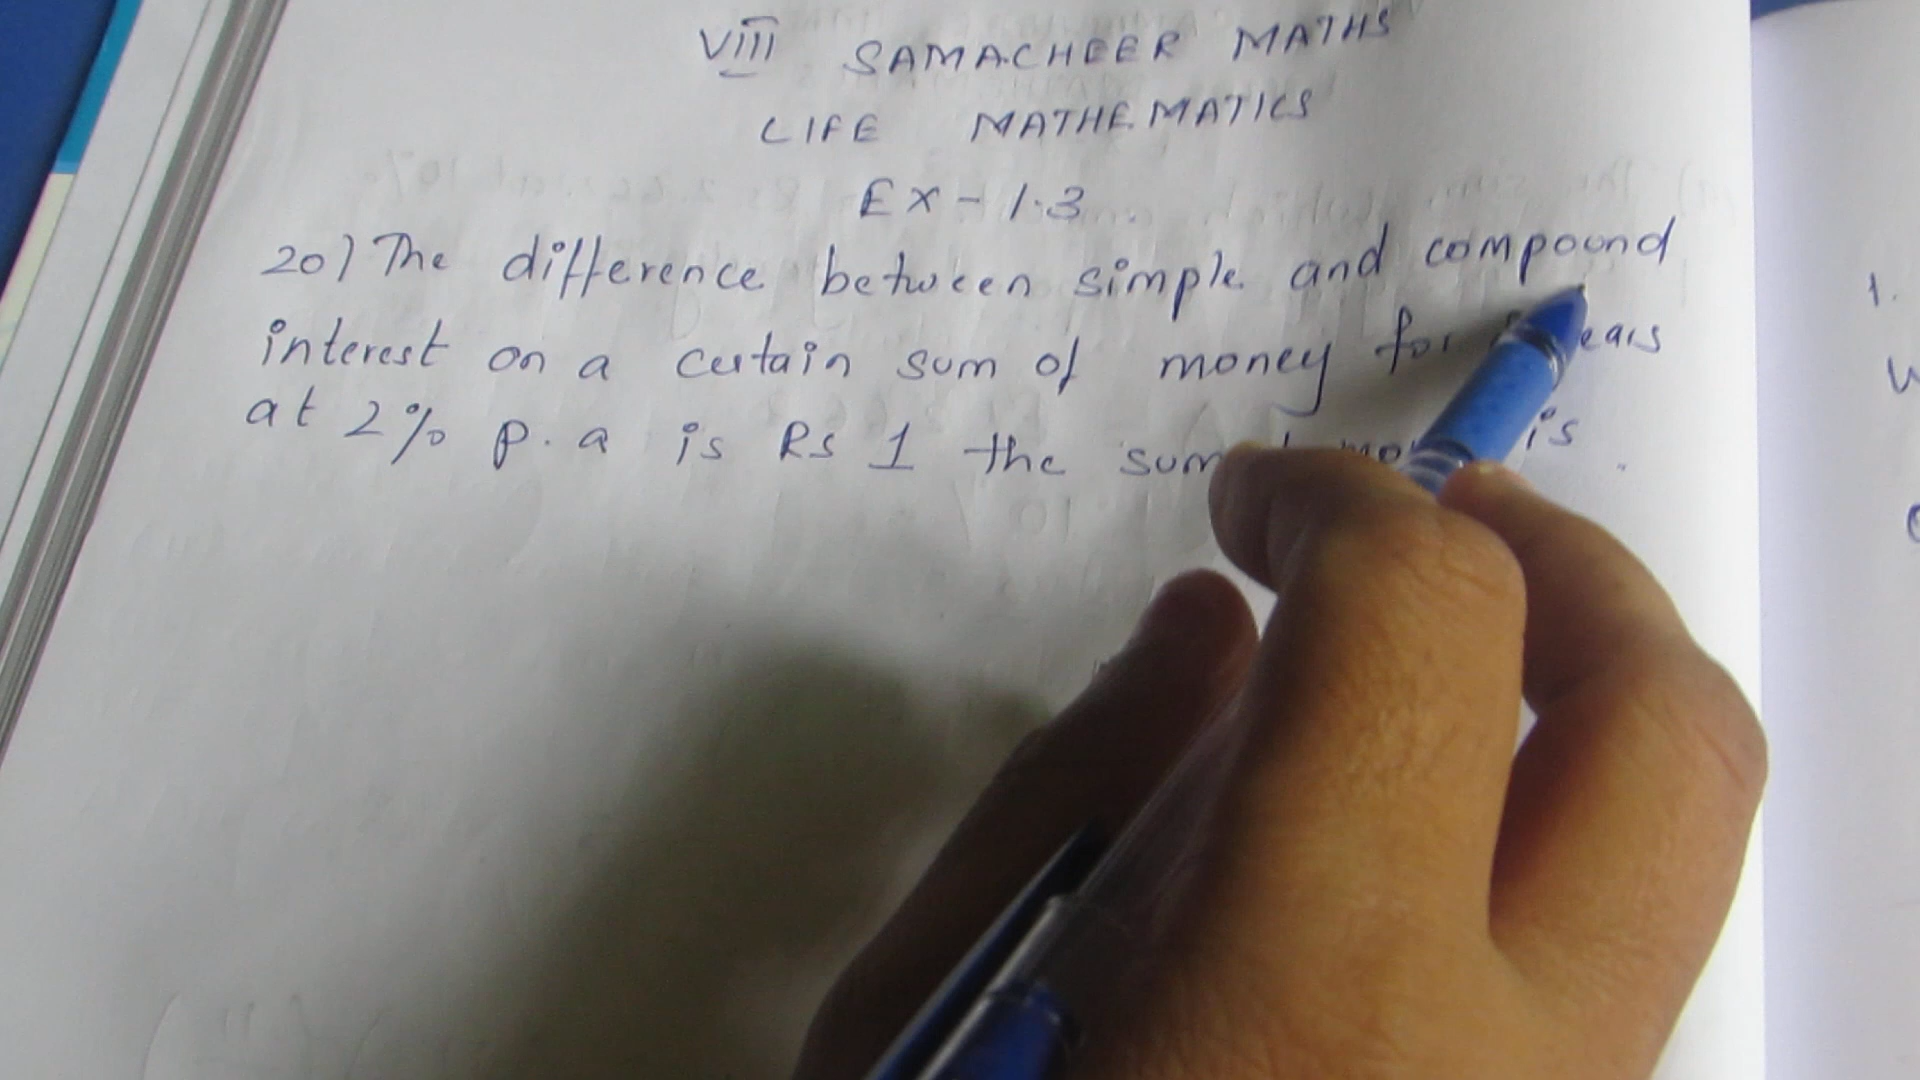 VIII SAMACHEER MATHS
LIFE MATHEMATICS
Ex - 1.3
20) The difference between simple and compound
interest on a certain sum of money for
at 2% p.a is Rs 1 the sum is
1.